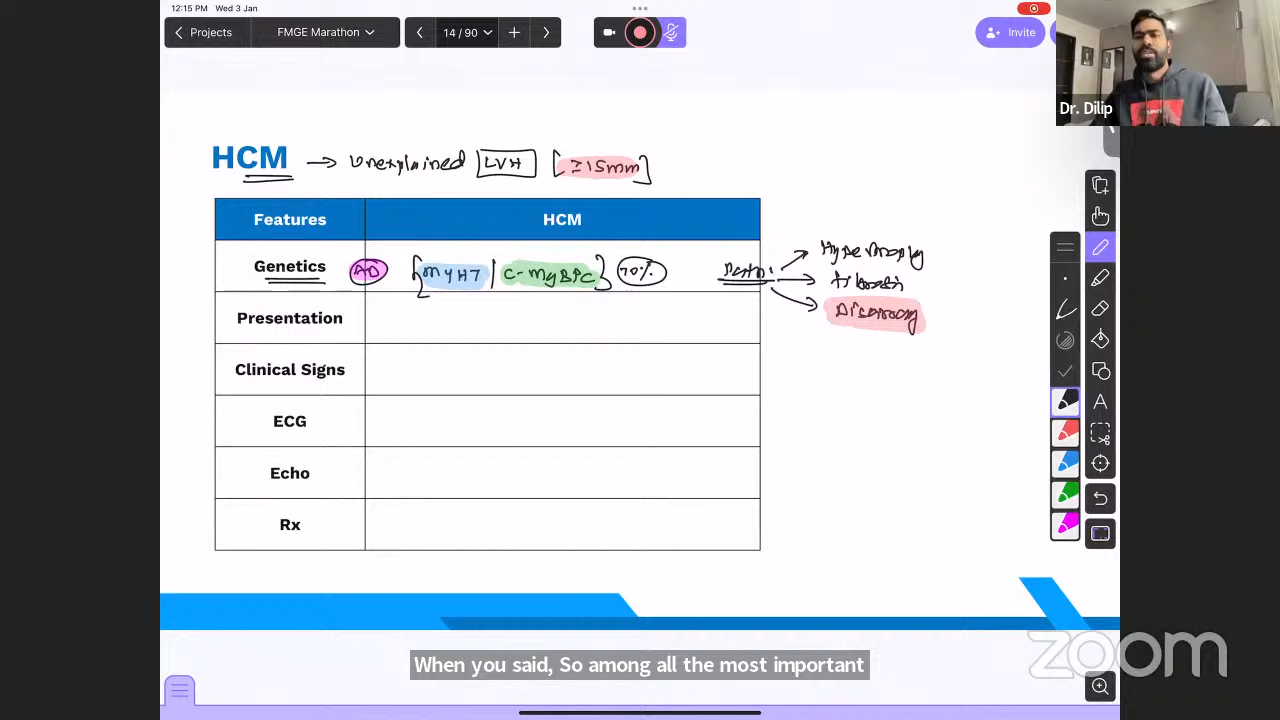 12:15 PM Wed 3 Jan
Projects
FMGE Marathon
14 / 90
Invite
Dr. Dilip
HCM → Unexplained LVH [≥15mm]
Features
HCM
Genetics AD {MYH7 | C-MyBPC} 70%
Hypertrophy
Disarray
Presentation
Clinical Signs
ECG
Echo
Rx
zoom
When you said, So among all the most important